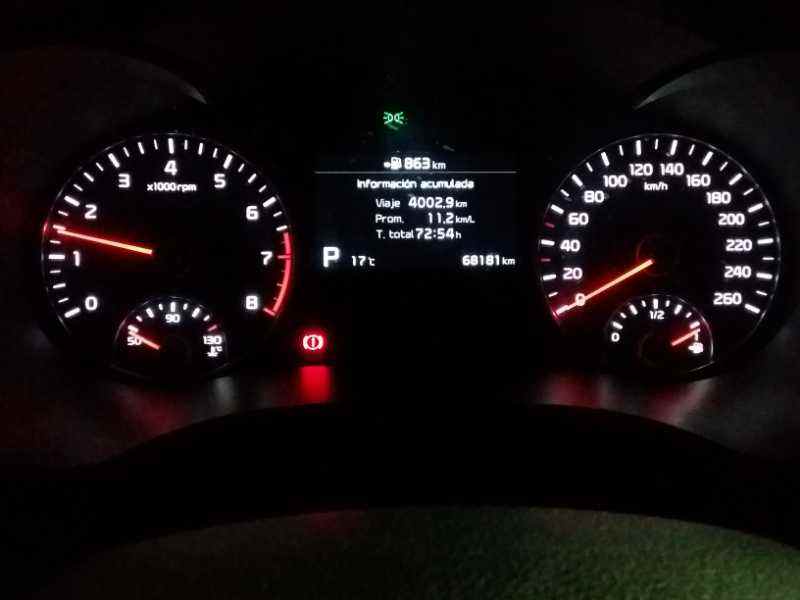 863 km
Información acumulada
Viaje 4002.9 km
Prom. 11.2 km/L
T. total 72:54 h
P 17℃ 68181 km
0 1 2 3 4 5 6 7 8
x1000rpm
50 90 130
℃
0 20 40 60 80 100 120 140 160 180 200 220 240 260
km/h
0 1/2 1